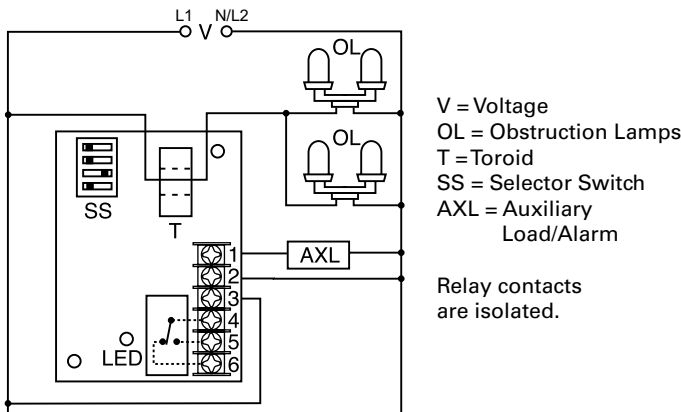 L1 N/L2
V
OL
V = Voltage
OL = Obstruction Lamps
T = Toroid
SS = Selector Switch
AXL = Auxiliary
Load/Alarm
Relay contacts
are isolated.
OL
SS
T
1
AXL
2
3
4
5
6
LED